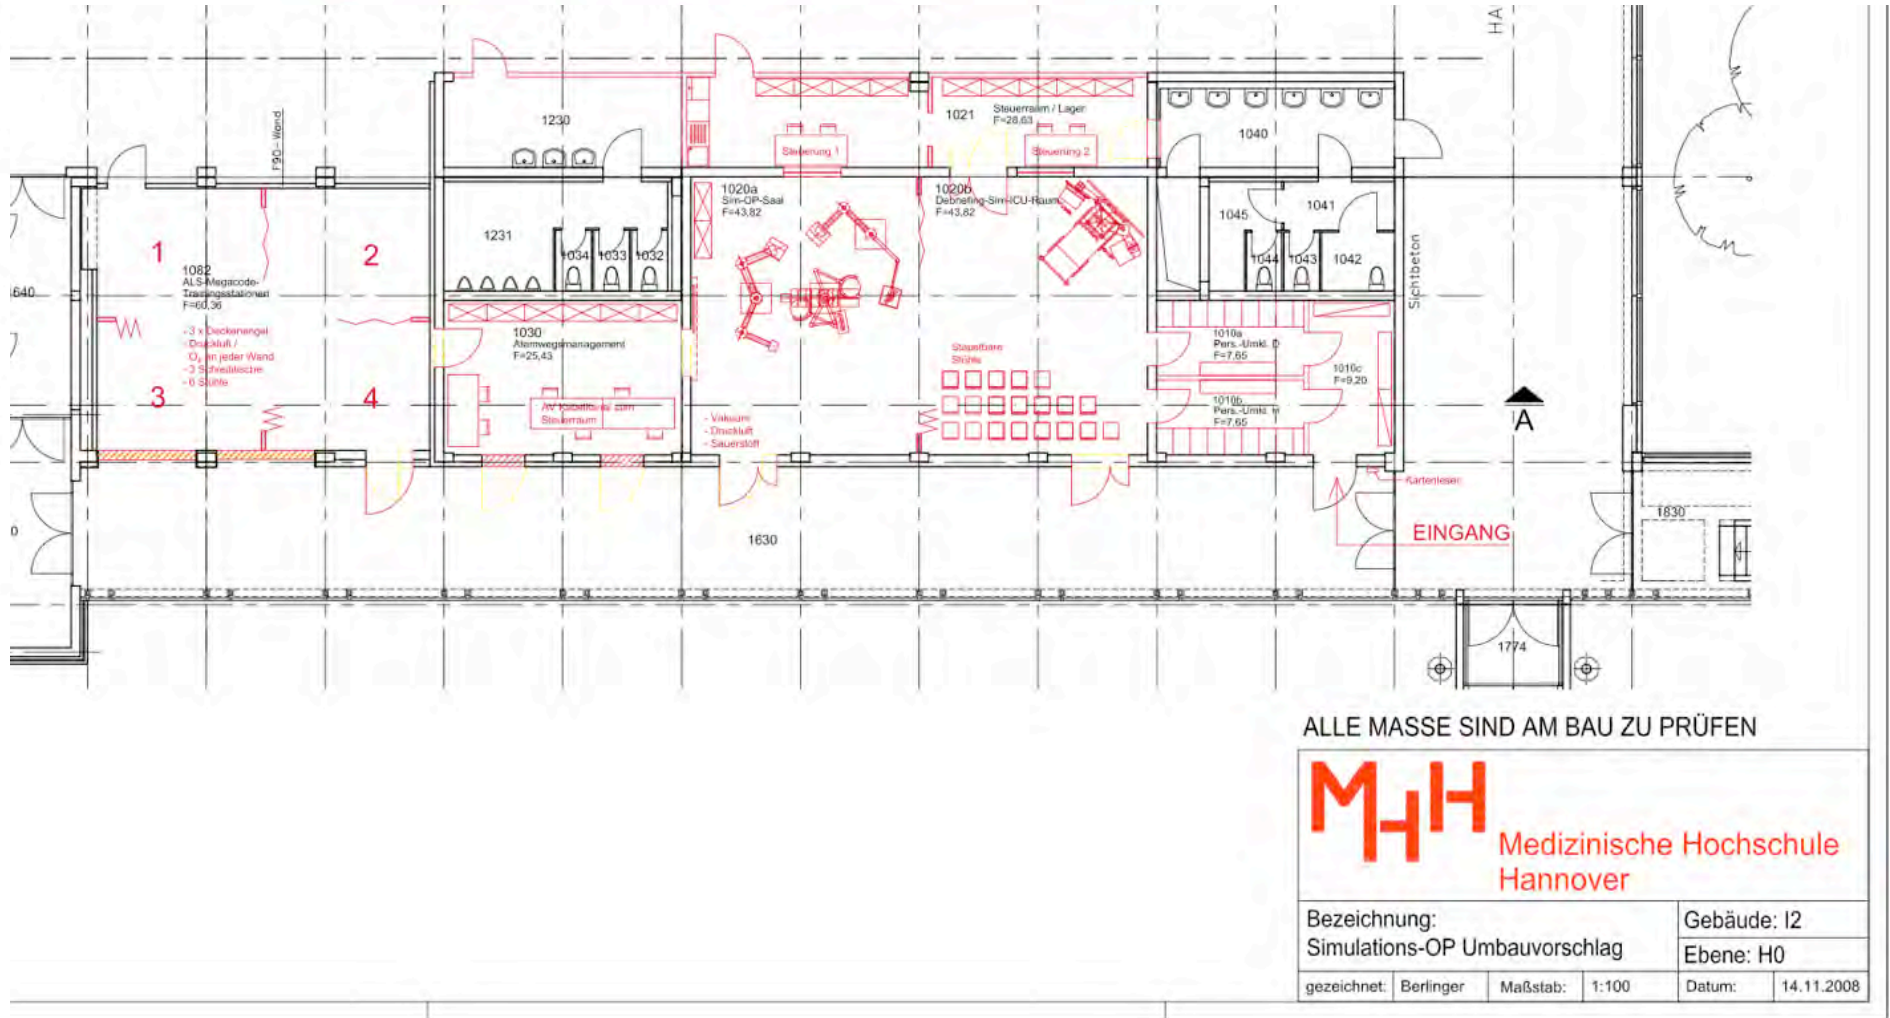 HA
F90-Wand
1230
1021
Steuerraum / Lager
F=28,63
1040
Steuerung 1
Steuerung 2
1231
1034
1033
1032
1020a
Sim-OP-Saal
F=43,82
1020b
Debriefing-Sim-ICU-Raum
F=43,82
1045
1041
1044
1043
1042
Sichtbeton
640
1
2
1082
ALS-Megacode-
Trainingsstationen
F=60,36
- 3 x Deckenengel
- Druckluft /
O₂ an jeder Wand
- 3 Schreibtische
- 6 Stühle
3
4
1030
Atemwegsmanagement
F=25,43
AV Kabeltrasse zum
Steuerraum
- Vakuum
- Druckluft
- Sauerstoff
Stapelbare
Stühle
1010a
Pers.-Umkl. D
F=7,65
1010c
F=9,20
1010b
Pers.-Umkl. H
F=7,65
A
Kartenleser
EINGANG
1830
0
1630
1774
ALLE MASSE SIND AM BAU ZU PRÜFEN
MHH
Medizinische Hochschule
Hannover
Bezeichnung:
Simulations-OP Umbauvorschlag
Gebäude: I2
Ebene: H0
gezeichnet: Berlinger Maßstab: 1:100 Datum: 14.11.2008